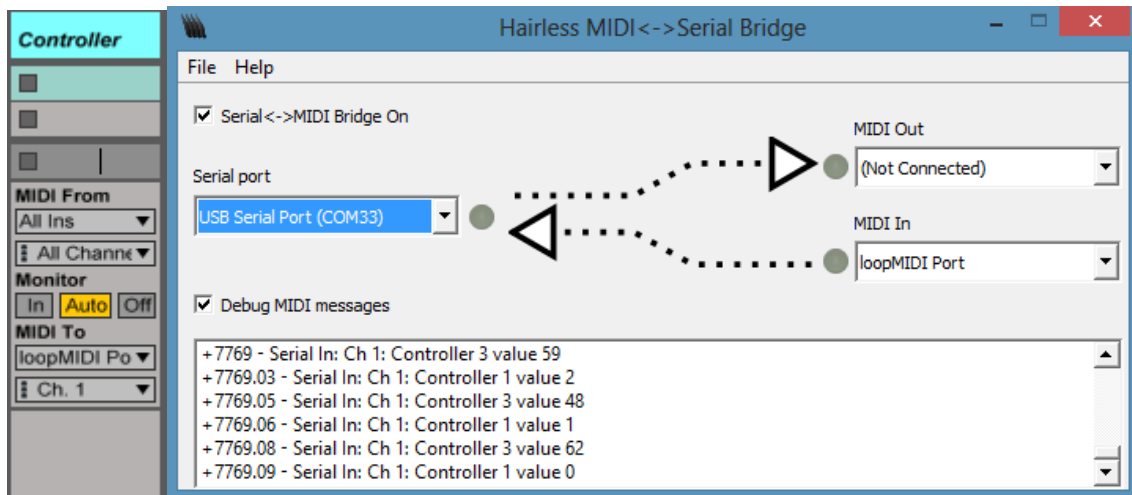 Controller
MIDI From
All Ins
All Channe
Monitor
In Auto Off
MIDI To
loopMIDI Po
Ch. 1
Hairless MIDI<->Serial Bridge
File Help
Serial<->MIDI Bridge On
Serial port
USB Serial Port (COM33)
MIDI Out
(Not Connected)
MIDI In
loopMIDI Port
Debug MIDI messages
+7769 - Serial In: Ch 1: Controller 3 value 59
+7769.03 - Serial In: Ch 1: Controller 1 value 2
+7769.05 - Serial In: Ch 1: Controller 3 value 48
+7769.06 - Serial In: Ch 1: Controller 1 value 1
+7769.08 - Serial In: Ch 1: Controller 3 value 62
+7769.09 - Serial In: Ch 1: Controller 1 value 0